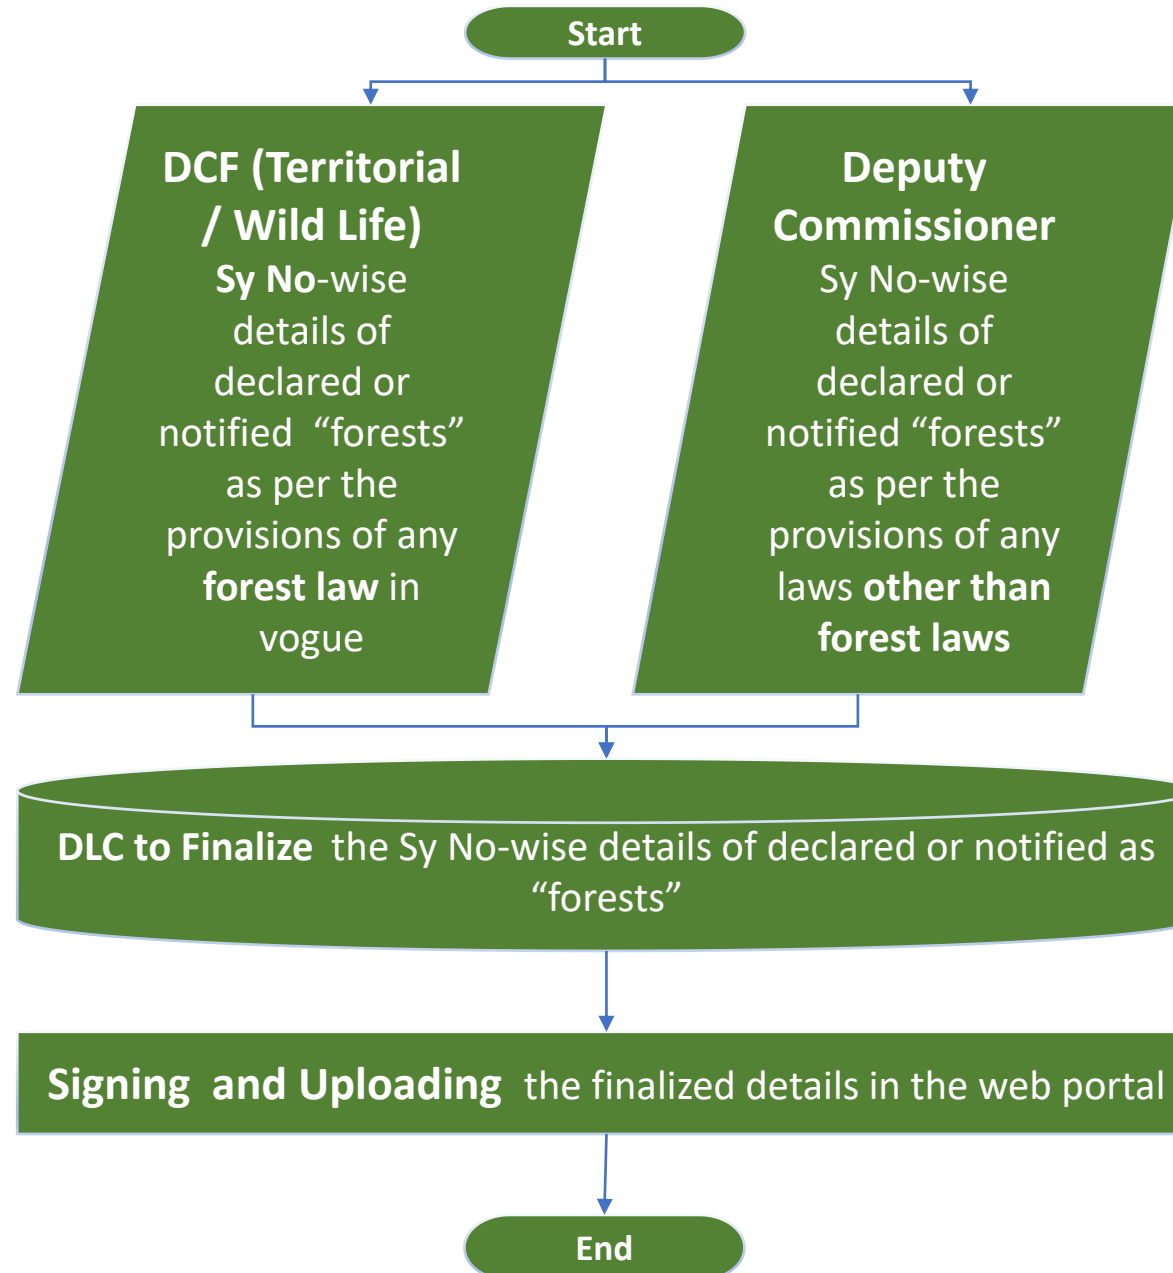 Start
DCF (Territorial
/ Wild Life)
Sy No-wise
details of
declared or
notified “forests”
as per the
provisions of any
forest law in
vogue
Deputy
Commissioner
Sy No-wise
details of
declared or
notified “forests”
as per the
provisions of any
laws other than
forest laws
DLC to Finalize the Sy No-wise details of declared or notified as
“forests”
Signing and Uploading the finalized details in the web portal
End